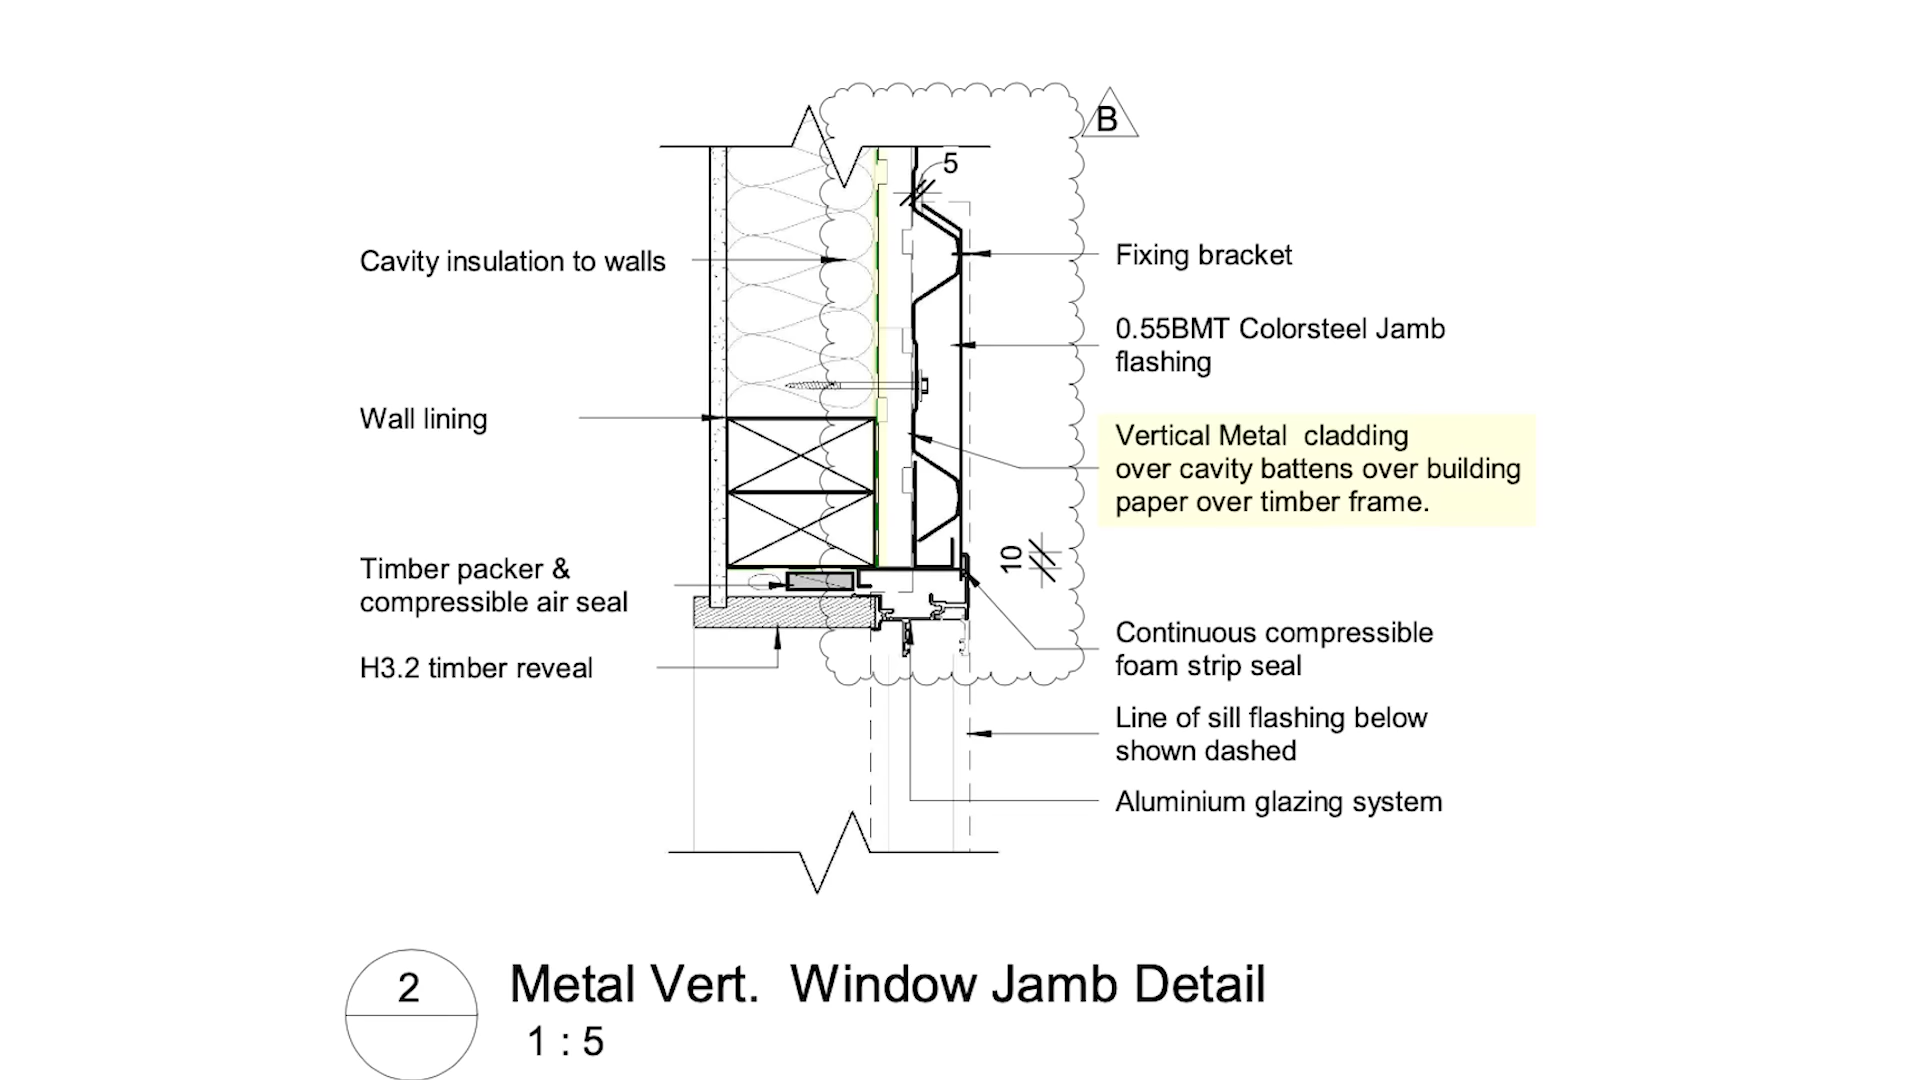 B
5
Cavity insulation to walls
Fixing bracket
0.55BMT Colorsteel Jamb
flashing
Wall lining
Vertical Metal cladding
over cavity battens over building
paper over timber frame.
10
Timber packer &
compressible air seal
Continuous compressible
foam strip seal
H3.2 timber reveal
Line of sill flashing below
shown dashed
Aluminium glazing system
2
Metal Vert. Window Jamb Detail
1 : 5